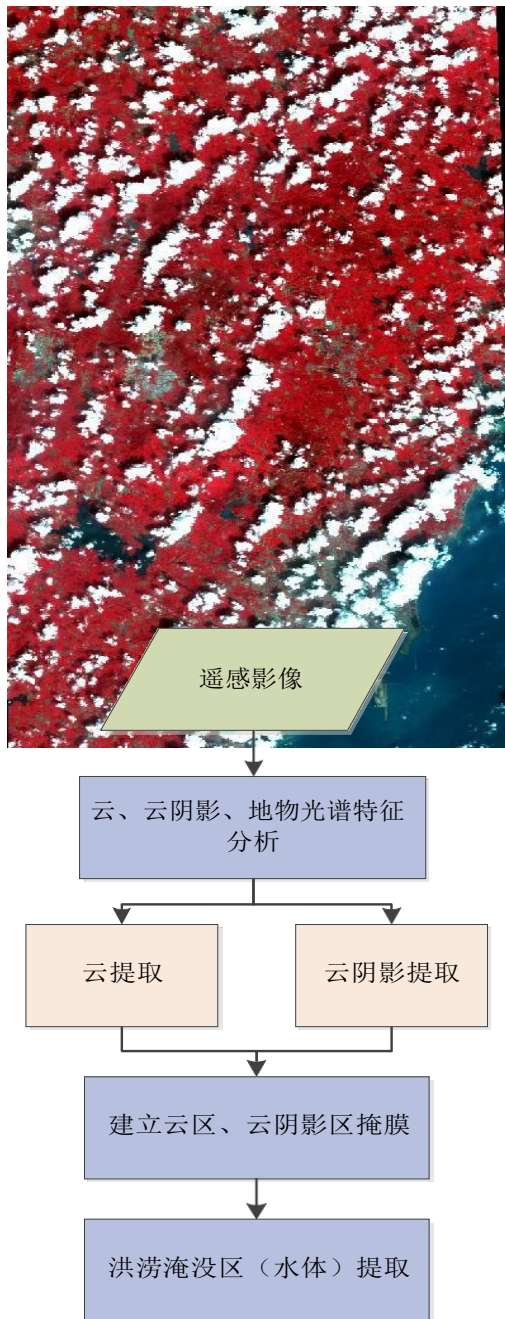 遥感影像
云、云阴影、地物光谱特征
分析
云提取
云阴影提取
建立云区、云阴影区掩膜
洪涝淹没区（水体）提取